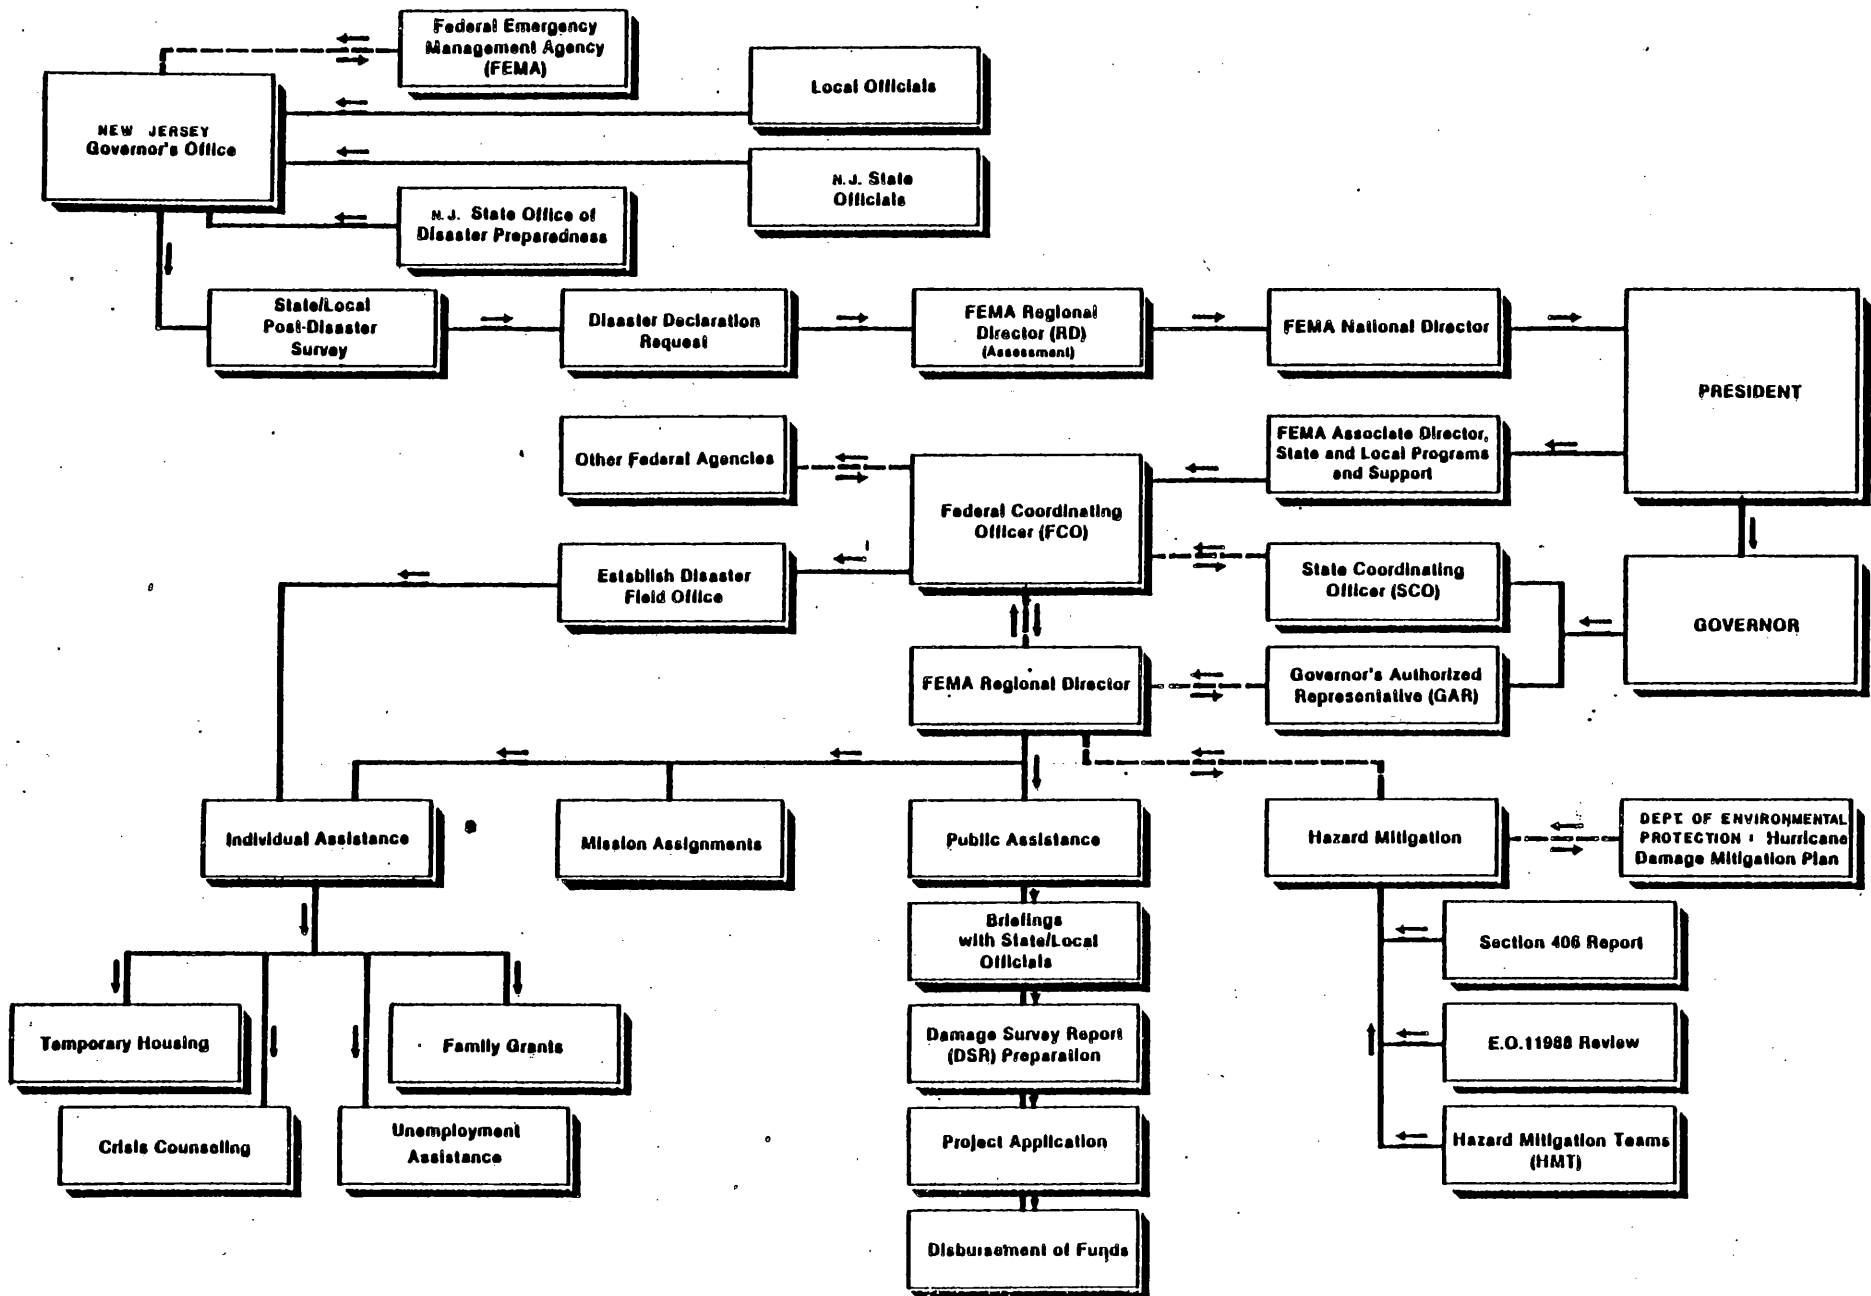 Federal Emergency
Management Agency
(FEMA)
Local Officials
NEW JERSEY
Governor's Office
N.J. State
Officials
N.J. State Office of
Disaster Preparedness
State/Local
Post-Disaster
Survey
Disaster Declaration
Request
FEMA Regional
Director (RD)
(Assessment)
FEMA National Director
PRESIDENT
Other Federal Agencies
Federal Coordinating
Officer (FCO)
FEMA Associate Director,
State and Local Programs
and Support
Establish Disaster
Field Office
State Coordinating
Officer (SCO)
GOVERNOR
FEMA Regional Director
Governor's Authorized
Representative (GAR)
Individual Assistance
Mission Assignments
Public Assistance
Hazard Mitigation
DEPT. OF ENVIRONMENTAL
PROTECTION : Hurricane
Damage Mitigation Plan
Briefings
with State/Local
Officials
Section 406 Report
Temporary Housing
Family Grants
Damage Survey Report
(DSR) Preparation
E.O.11988 Review
Crisis Counseling
Unemployment
Assistance
Project Application
Hazard Mitigation Teams
(HMT)
Disbursement of Funds